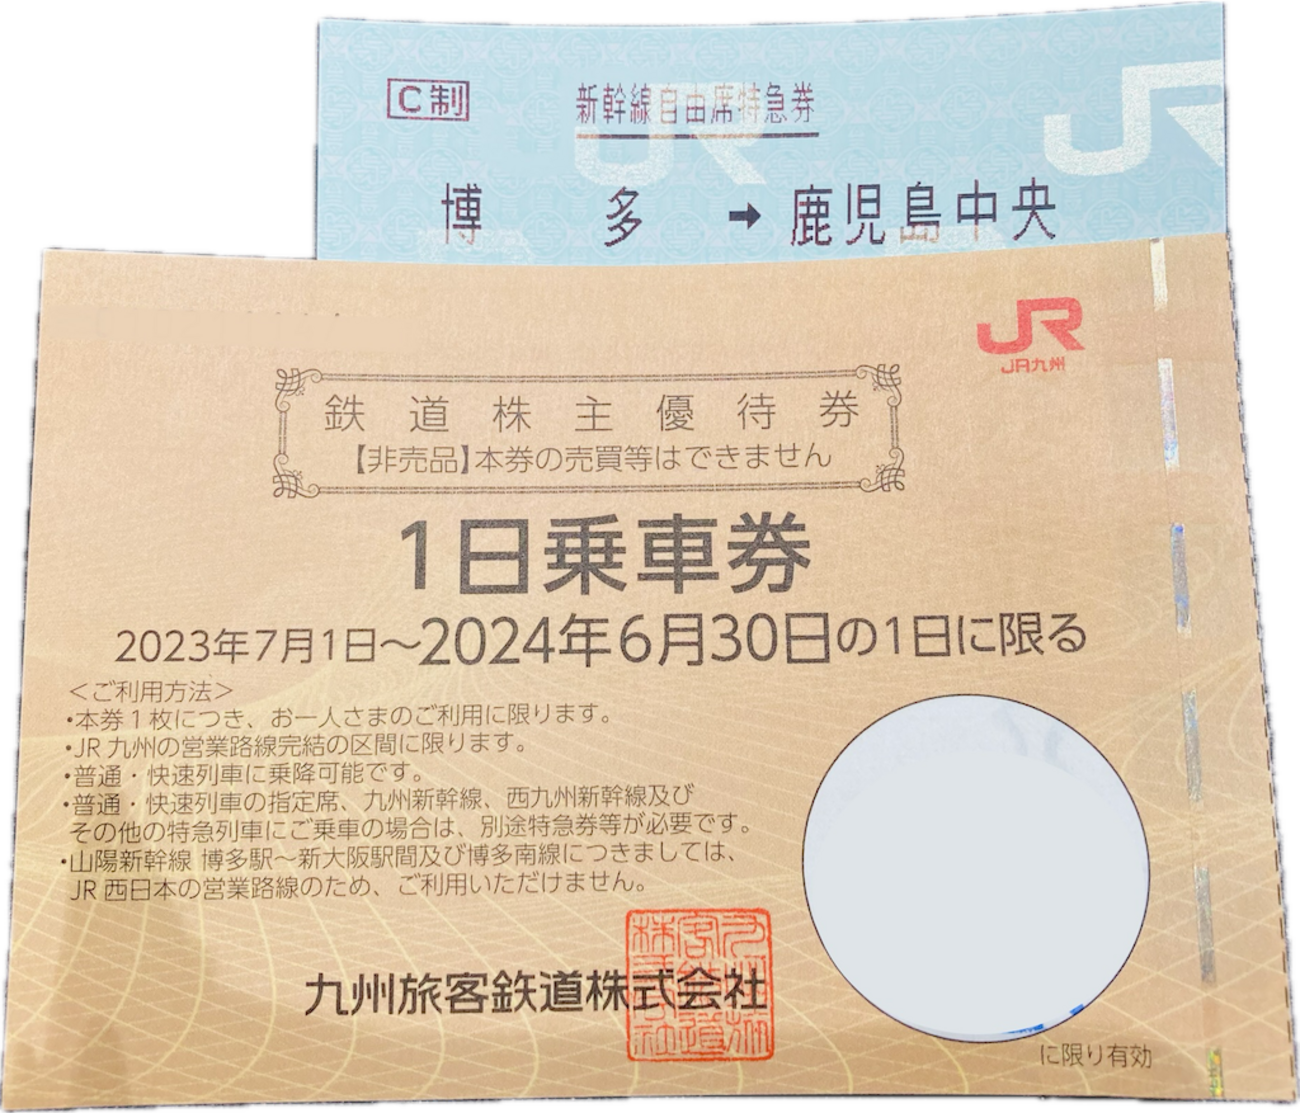 C制 新幹線自由席特急券
博多➡鹿児島中央
JR
JR九州
鉄道株主優待券
【非売品】本券の売買等はできません
1日乗車券
2023年7月1日～2024年6月30日の1日に限る
＜ご利用方法＞
・本券1枚につき、お一人さまのご利用に限ります。
・JR九州の営業路線完結の区間に限ります。
・普通・快速列車に乗降可能です。
・普通・快速列車の指定席、九州新幹線、西九州新幹線及び
その他の特急列車にご乗車の場合は、別途特急券等が必要です。
・山陽新幹線 博多駅～新大阪駅間及び博多南線につきましては、
JR西日本の営業路線のため、ご利用いただけません。
九州旅客鉄道株式会社
に限り有効